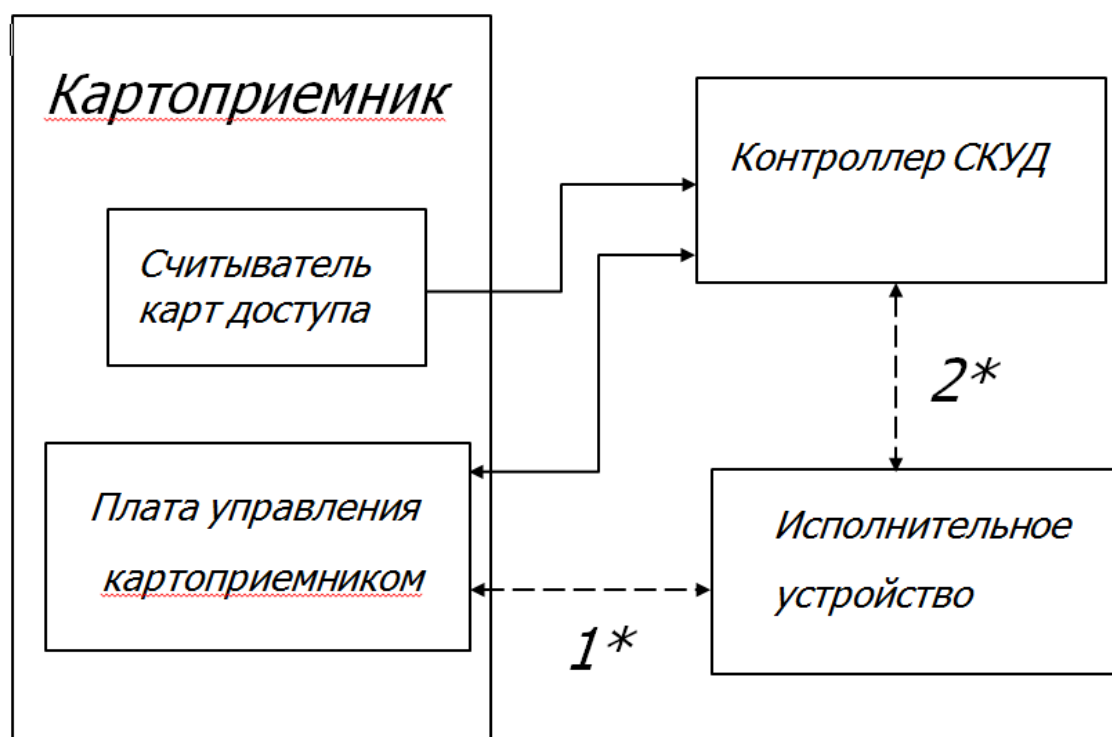 Картоприемник
Контроллер СКУД
Считыватель
карт доступа
2*
Плата управления
картоприемником
Исполнительное
устройство
1*